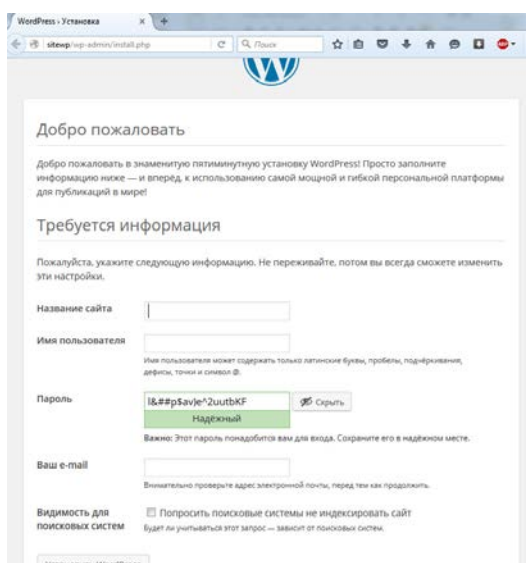 WordPress › Установка
sitewp/wp-admin/install.php
Поиск
Добро пожаловать
Добро пожаловать в знаменитую пятиминутную установку WordPress! Просто заполните
информацию ниже — и вперёд, к использованию самой мощной и гибкой персональной платформы
для публикаций в мире!
Требуется информация
Пожалуйста, укажите следующую информацию. Не переживайте, потом вы всегда сможете изменить
эти настройки.
Название сайта
Имя пользователя
Имя пользователя может содержать только латинские буквы, пробелы, подчёркивания,
дефисы, точки и символ @.
Пароль
l&##p$av)e^2uutbKF
Скрыть
Надёжный
Важно: Этот пароль понадобится вам для входа. Сохраните его в надёжном месте.
Ваш e-mail
Внимательно проверьте адрес электронной почты, перед тем как продолжить.
Видимость для
поисковых систем
Попросить поисковые системы не индексировать сайт
Будет ли учитываться этот запрос — зависит от поисковых систем.